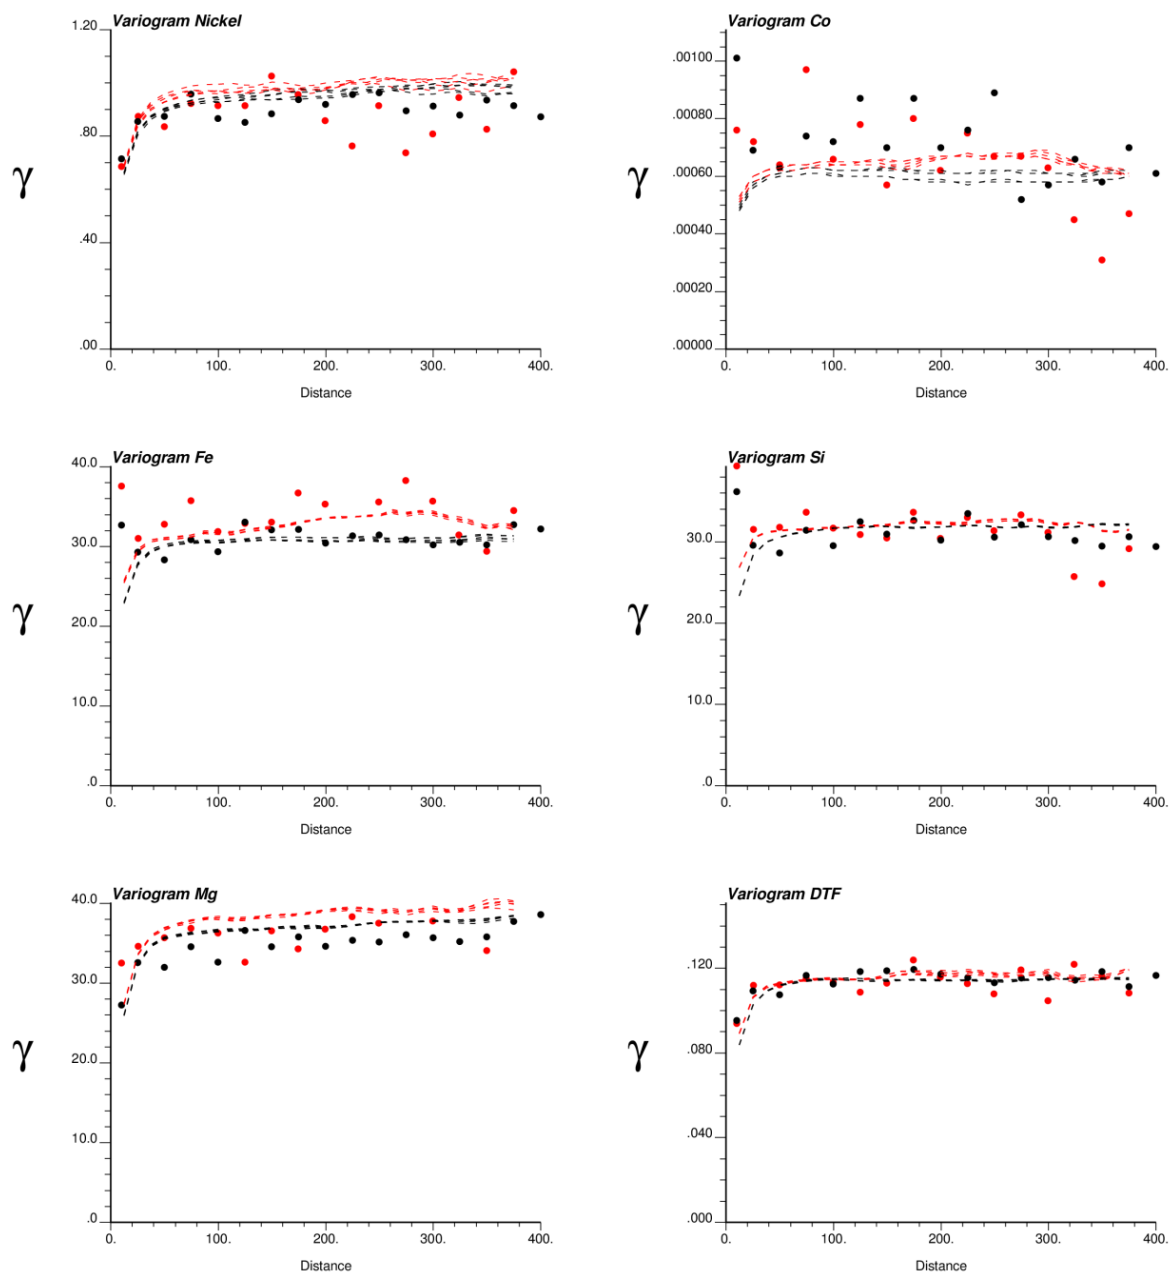 Variogram Nickel
γ
1.20
.80
.40
.00
0. 100. 200. 300. 400.
Distance
Variogram Co
γ
.00100
.00080
.00060
.00040
.00020
.00000
0. 100. 200. 300. 400.
Distance
Variogram Fe
γ
40.0
30.0
20.0
10.0
.0
0. 100. 200. 300. 400.
Distance
Variogram Si
γ
30.0
20.0
10.0
.0
0. 100. 200. 300. 400.
Distance
Variogram Mg
γ
40.0
30.0
20.0
10.0
.0
0. 100. 200. 300. 400.
Distance
Variogram DTF
γ
.120
.080
.040
.000
0. 100. 200. 300. 400.
Distance